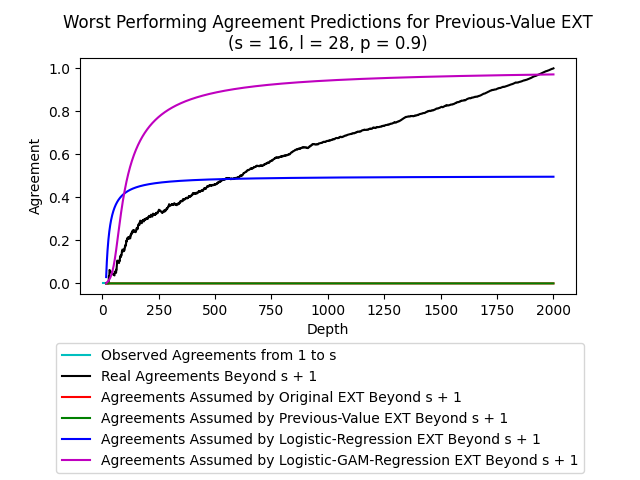 Worst Performing Agreement Predictions for Previous-Value EXT
(s = 16, l = 28, p = 0.9)
1.0
0.8
0.6
0.4
0.2
0.0
Agreement
0 250 500 750 1000 1250 1500 1750 2000
Depth
Observed Agreements from 1 to s
Real Agreements Beyond s + 1
Agreements Assumed by Original EXT Beyond s + 1
Agreements Assumed by Previous-Value EXT Beyond s + 1
Agreements Assumed by Logistic-Regression EXT Beyond s + 1
Agreements Assumed by Logistic-GAM-Regression EXT Beyond s + 1